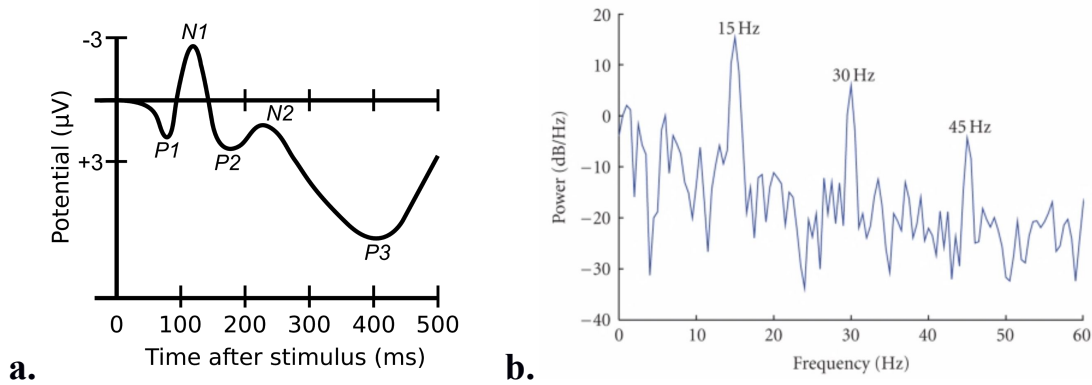 -3
N1
P1
P2
N2
+3
P3
Potential (µV)
0 100 200 300 400 500
Time after stimulus (ms)
a.
20
10
0
−10
−20
−30
−40
15 Hz
30 Hz
45 Hz
Power (dB/Hz)
0 10 20 30 40 50 60
Frequency (Hz)
b.